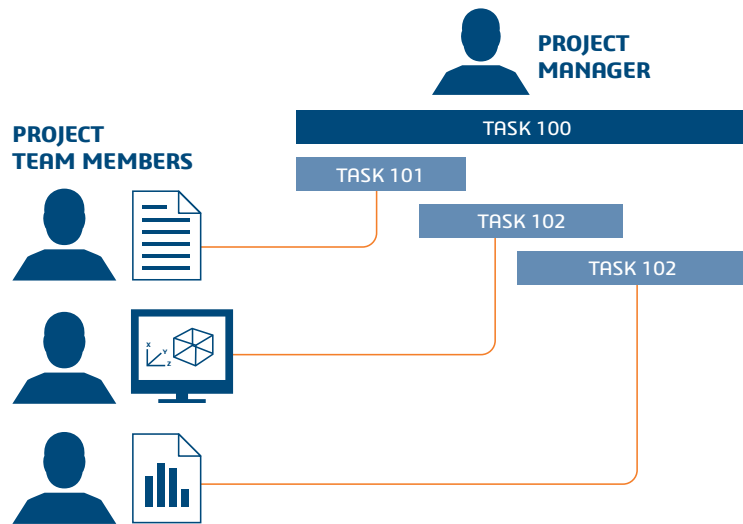 PROJECT
MANAGER
TASK 100
PROJECT
TEAM MEMBERS
TASK 101
TASK 102
TASK 102
X
Y
Z